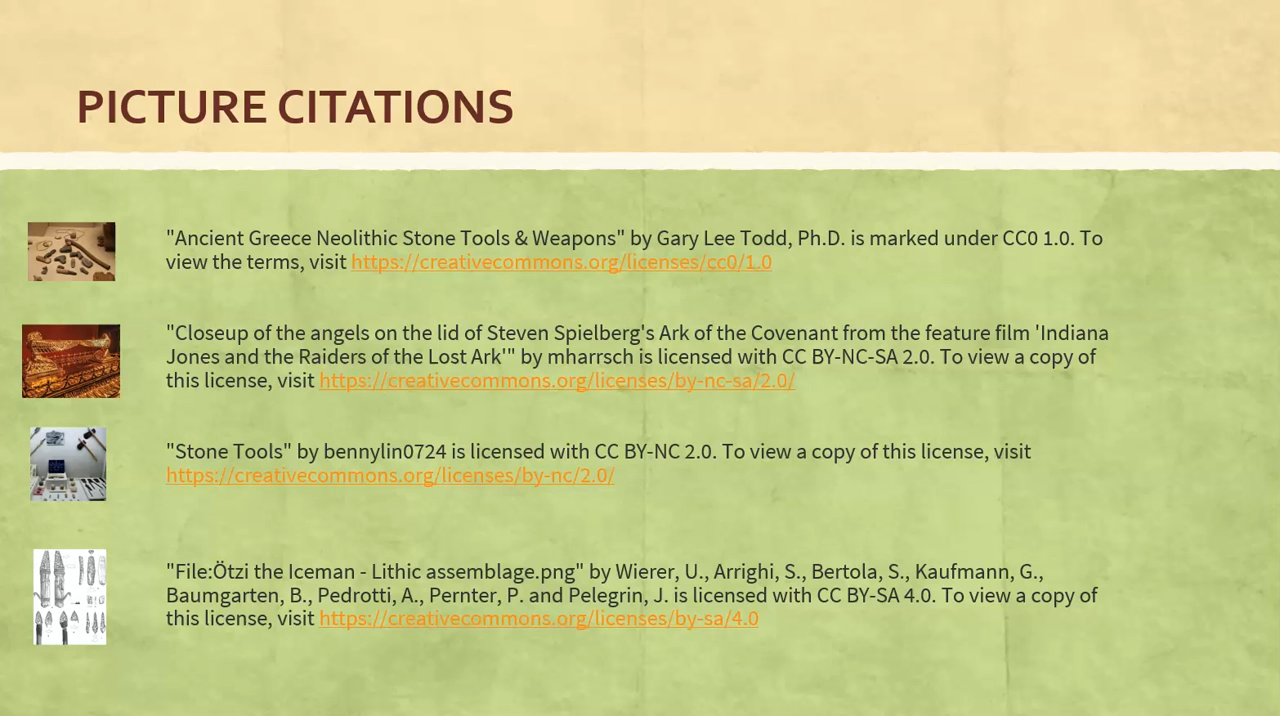 PICTURE CITATIONS
"Ancient Greece Neolithic Stone Tools & Weapons" by Gary Lee Todd, Ph.D. is marked under CC0 1.0. To
view the terms, visit https://creativecommons.org/licenses/cc0/1.0
"Closeup of the angels on the lid of Steven Spielberg's Ark of the Covenant from the feature film 'Indiana
Jones and the Raiders of the Lost Ark'" by mharrsch is licensed with CC BY-NC-SA 2.0. To view a copy of
this license, visit https://creativecommons.org/licenses/by-nc-sa/2.0/
"Stone Tools" by bennylin0724 is licensed with CC BY-NC 2.0. To view a copy of this license, visit
https://creativecommons.org/licenses/by-nc/2.0/
"File:Ötzi the Iceman - Lithic assemblage.png" by Wierer, U., Arrighi, S., Bertola, S., Kaufmann, G.,
Baumgarten, B., Pedrotti, A., Pernter, P. and Pelegrin, J. is licensed with CC BY-SA 4.0. To view a copy of
this license, visit https://creativecommons.org/licenses/by-sa/4.0